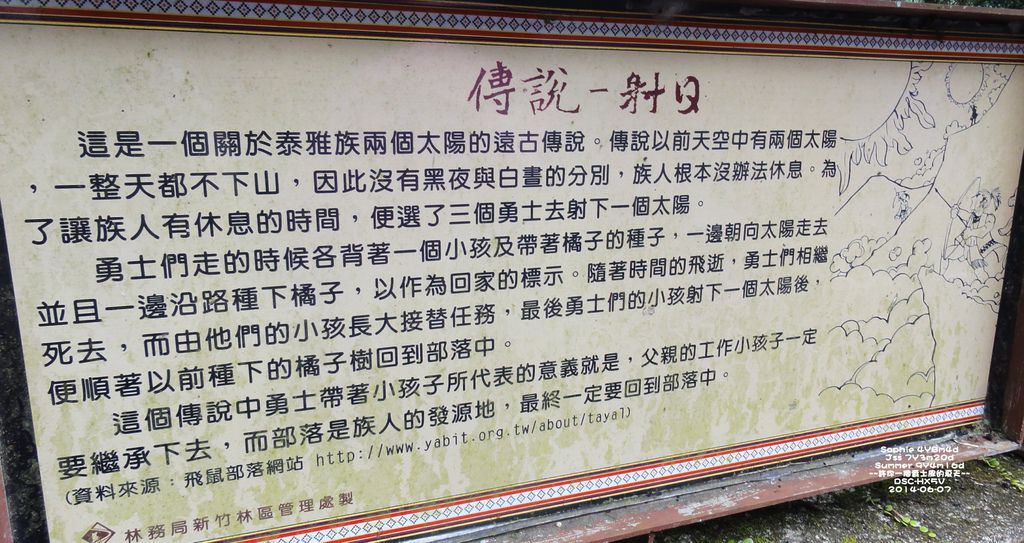 傳說－射日
這是一個關於泰雅族兩個太陽的遠古傳說。傳說以前天空中有兩個太陽
，一整天都不下山，因此沒有黑夜與白晝的分別，族人根本沒辦法休息。為
了讓族人有休息的時間，便選了三個勇士去射下一個太陽。
勇士們走的時候各背著一個小孩及帶著橘子的種子，一邊朝向太陽走去
並且一邊沿路種下橘子，以作為回家的標示。隨著時間的飛逝，勇士們相繼
死去，而由他們的小孩長大接替任務，最後勇士們的小孩射下一個太陽後，
便順著以前種下的橘子樹回到部落中。
這個傳說中勇士帶著小孩子所代表的意義就是，父親的工作小孩子一定
要繼承下去，而部落是族人的發源地，最終一定要回到部落中。
(資料來源：飛鼠部落網站 http://www.yabit.org.tw/about/tayal)
林務局新竹林區管理處製
Sophie 4Y8M4d
Jss 7Y3m20d
Summer 9Y4m16d
DSC-HX5V
2014-06-07